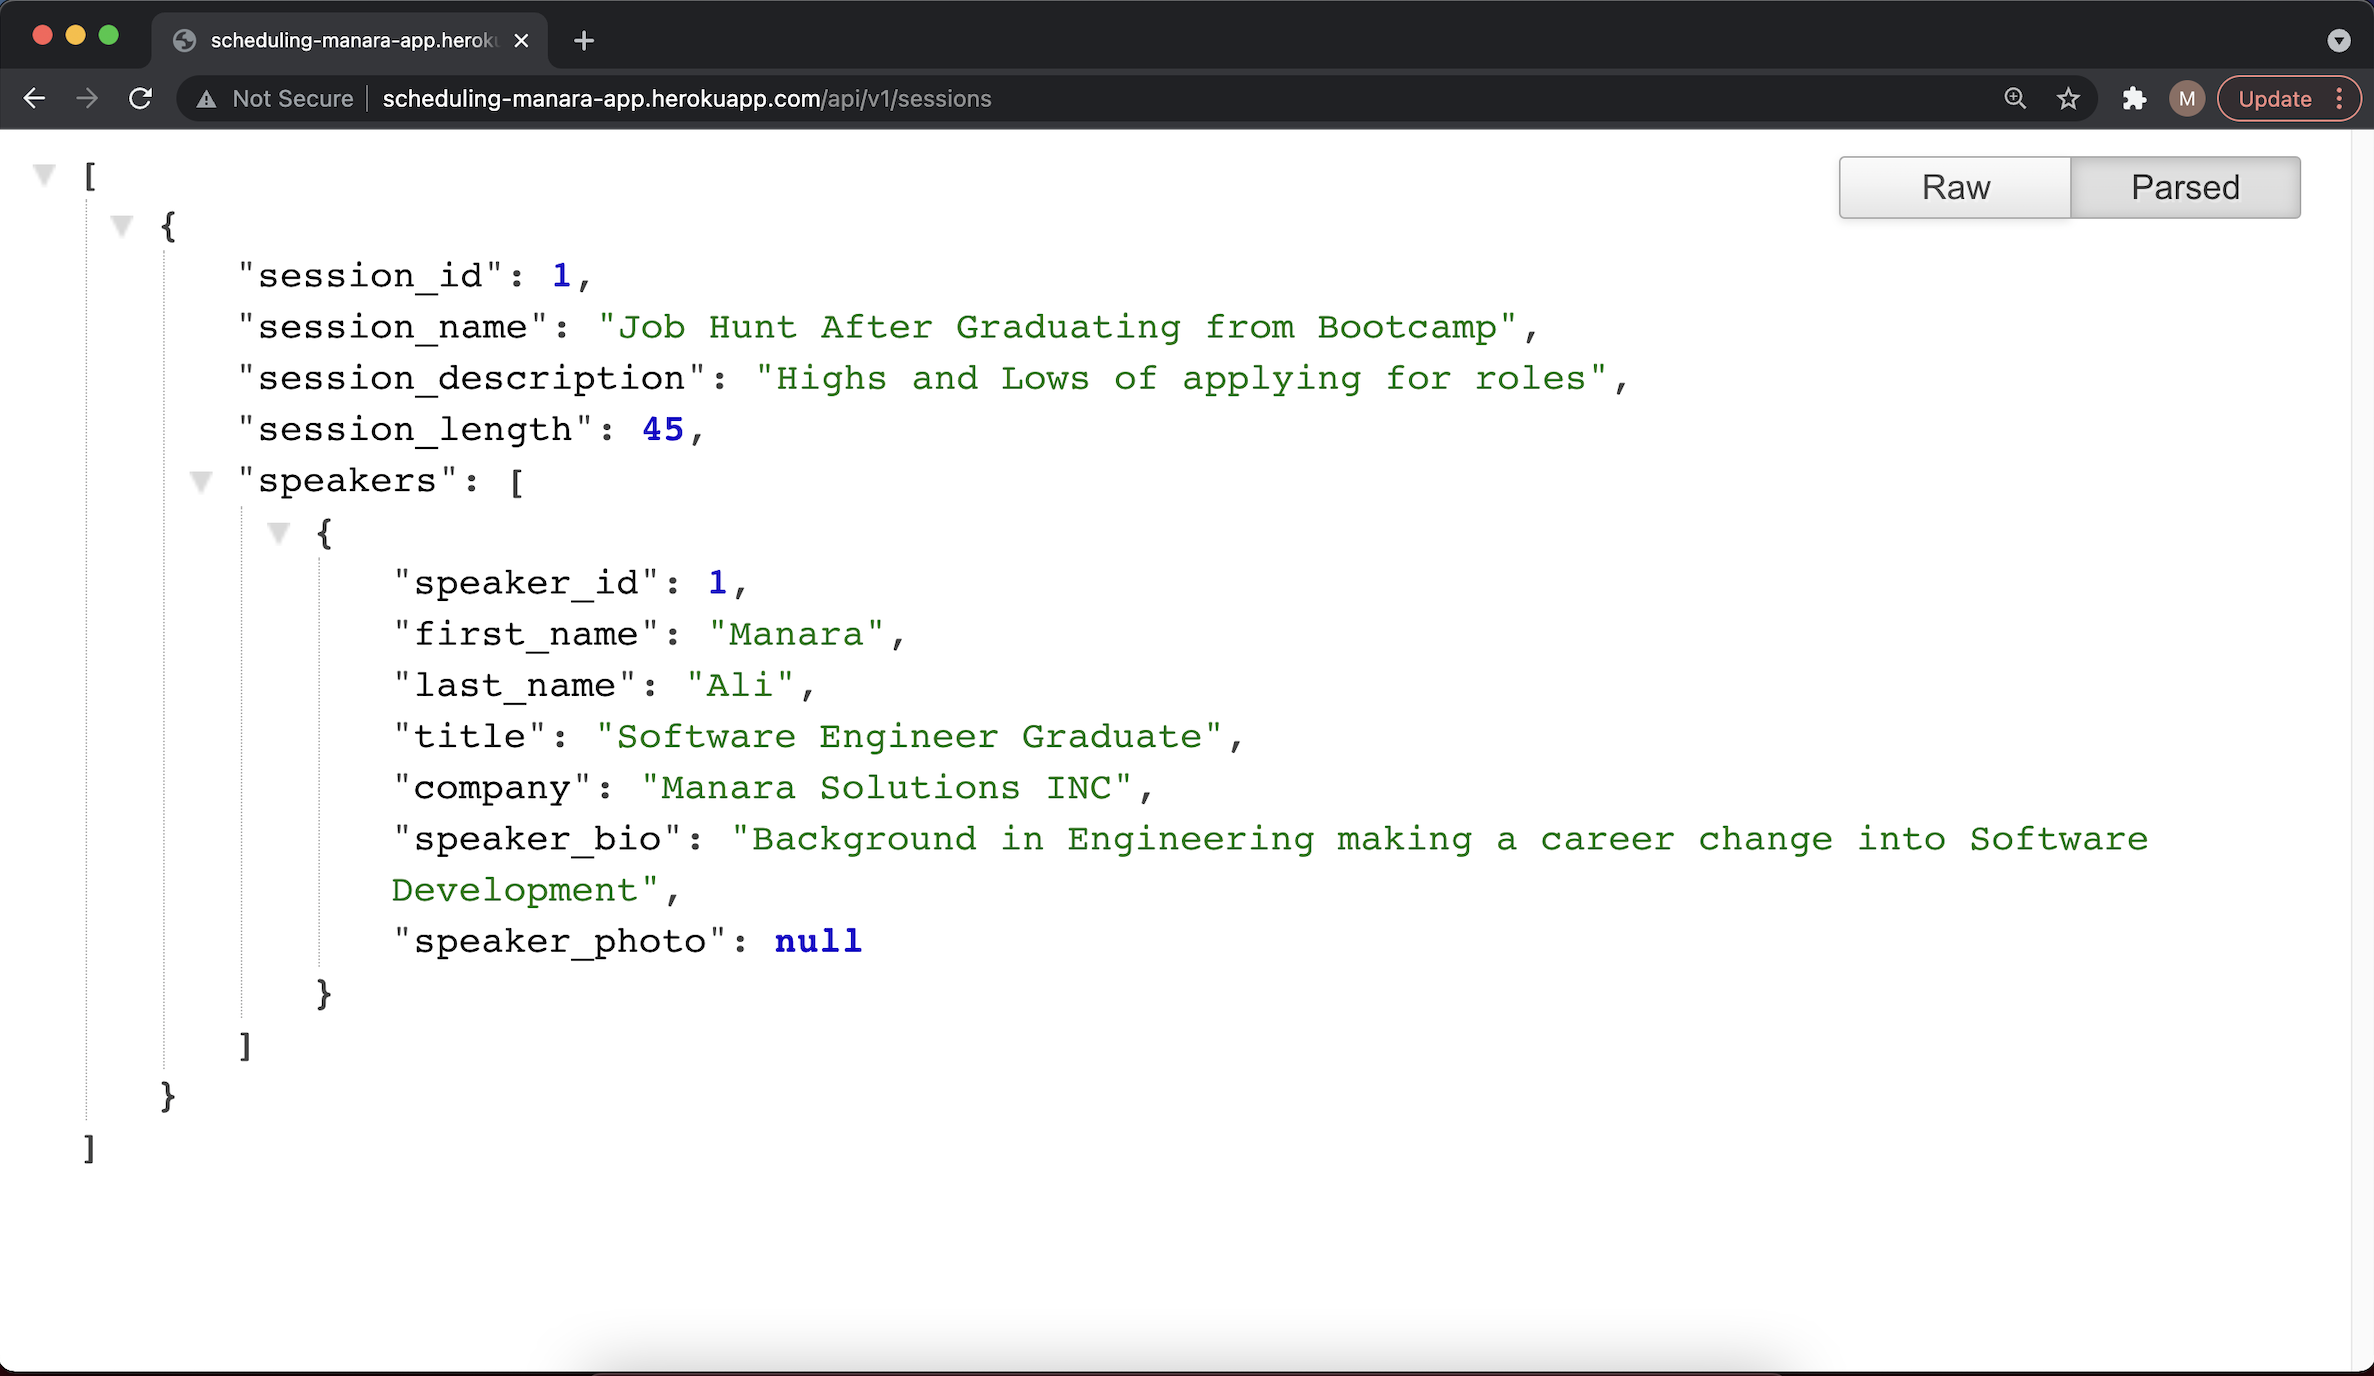 scheduling-manara-app.heroku
Not Secure scheduling-manara-app.herokuapp.com/api/v1/sessions M Update
Raw Parsed
[
{
"session_id": 1,
"session_name": "Job Hunt After Graduating from Bootcamp",
"session_description": "Highs and Lows of applying for roles",
"session_length": 45,
"speakers": [
{
"speaker_id": 1,
"first_name": "Manara",
"last_name": "Ali",
"title": "Software Engineer Graduate",
"company": "Manara Solutions INC",
"speaker_bio": "Background in Engineering making a career change into Software
Development",
"speaker_photo": null
}
]
}
]